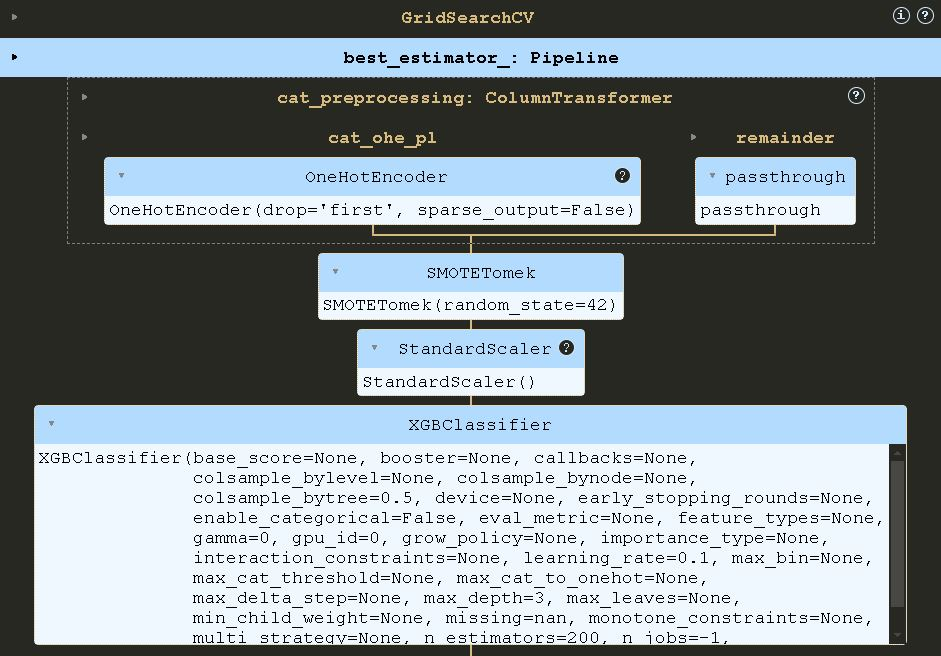 GridSearchCV
i ?
best_estimator_: Pipeline
cat_preprocessing: ColumnTransformer
?
cat_ohe_pl
remainder
OneHotEncoder
?
passthrough
OneHotEncoder(drop='first', sparse_output=False)
passthrough
SMOTETomek
SMOTETomek(random_state=42)
StandardScaler
?
StandardScaler()
XGBClassifier
XGBClassifier(base_score=None, booster=None, callbacks=None,
colsample_bylevel=None, colsample_bynode=None,
colsample_bytree=0.5, device=None, early_stopping_rounds=None,
enable_categorical=False, eval_metric=None, feature_types=None,
gamma=0, gpu_id=0, grow_policy=None, importance_type=None,
interaction_constraints=None, learning_rate=0.1, max_bin=None,
max_cat_threshold=None, max_cat_to_onehot=None,
max_delta_step=None, max_depth=3, max_leaves=None,
min_child_weight=None, missing=nan, monotone_constraints=None,
multi_strategy=None, n_estimators=200, n_jobs=-1,